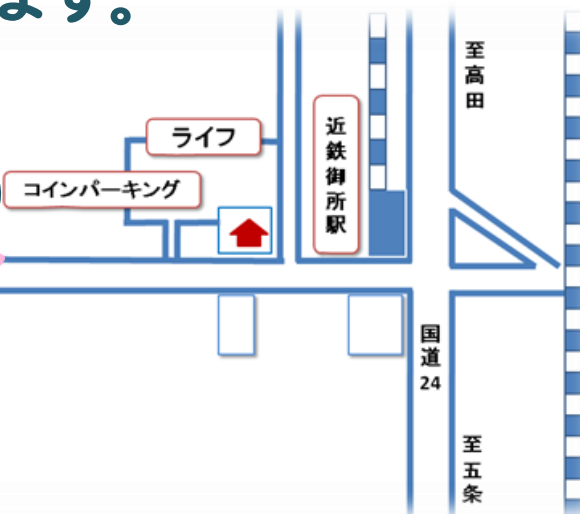 ます。
至高田
ライフ
近鉄御所駅
コインパーキング
国道24
至五条